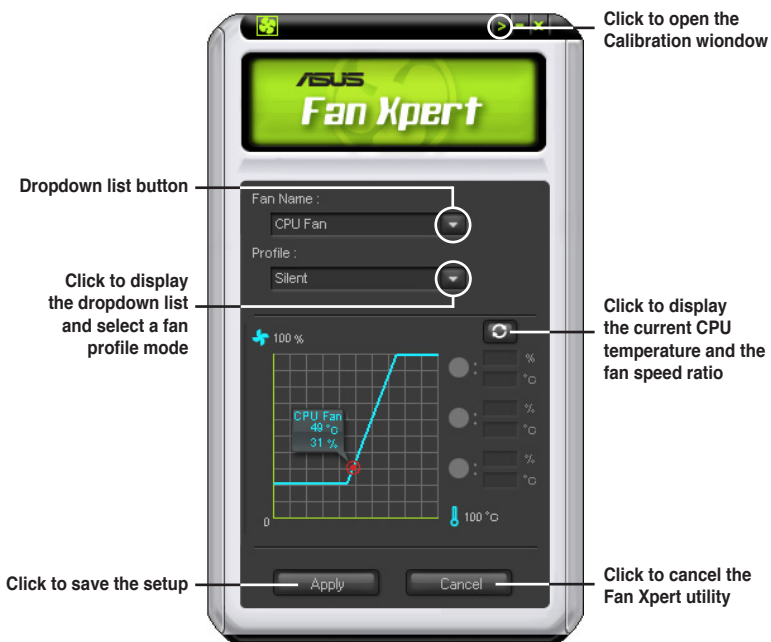 Click to open the
Calibration wiondow
ASUS
Fan Xpert
Dropdown list button
Fan Name :
CPU Fan
Profile :
Silent
Click to display
the dropdown list
and select a fan
profile mode
Click to display
the current CPU
temperature and the
fan speed ratio
100 %
CPU Fan
49 °C
31 %
:
%
°C
:
%
°C
:
%
°C
0
100 °C
Click to save the setup
Apply
Cancel
Click to cancel the
Fan Xpert utility